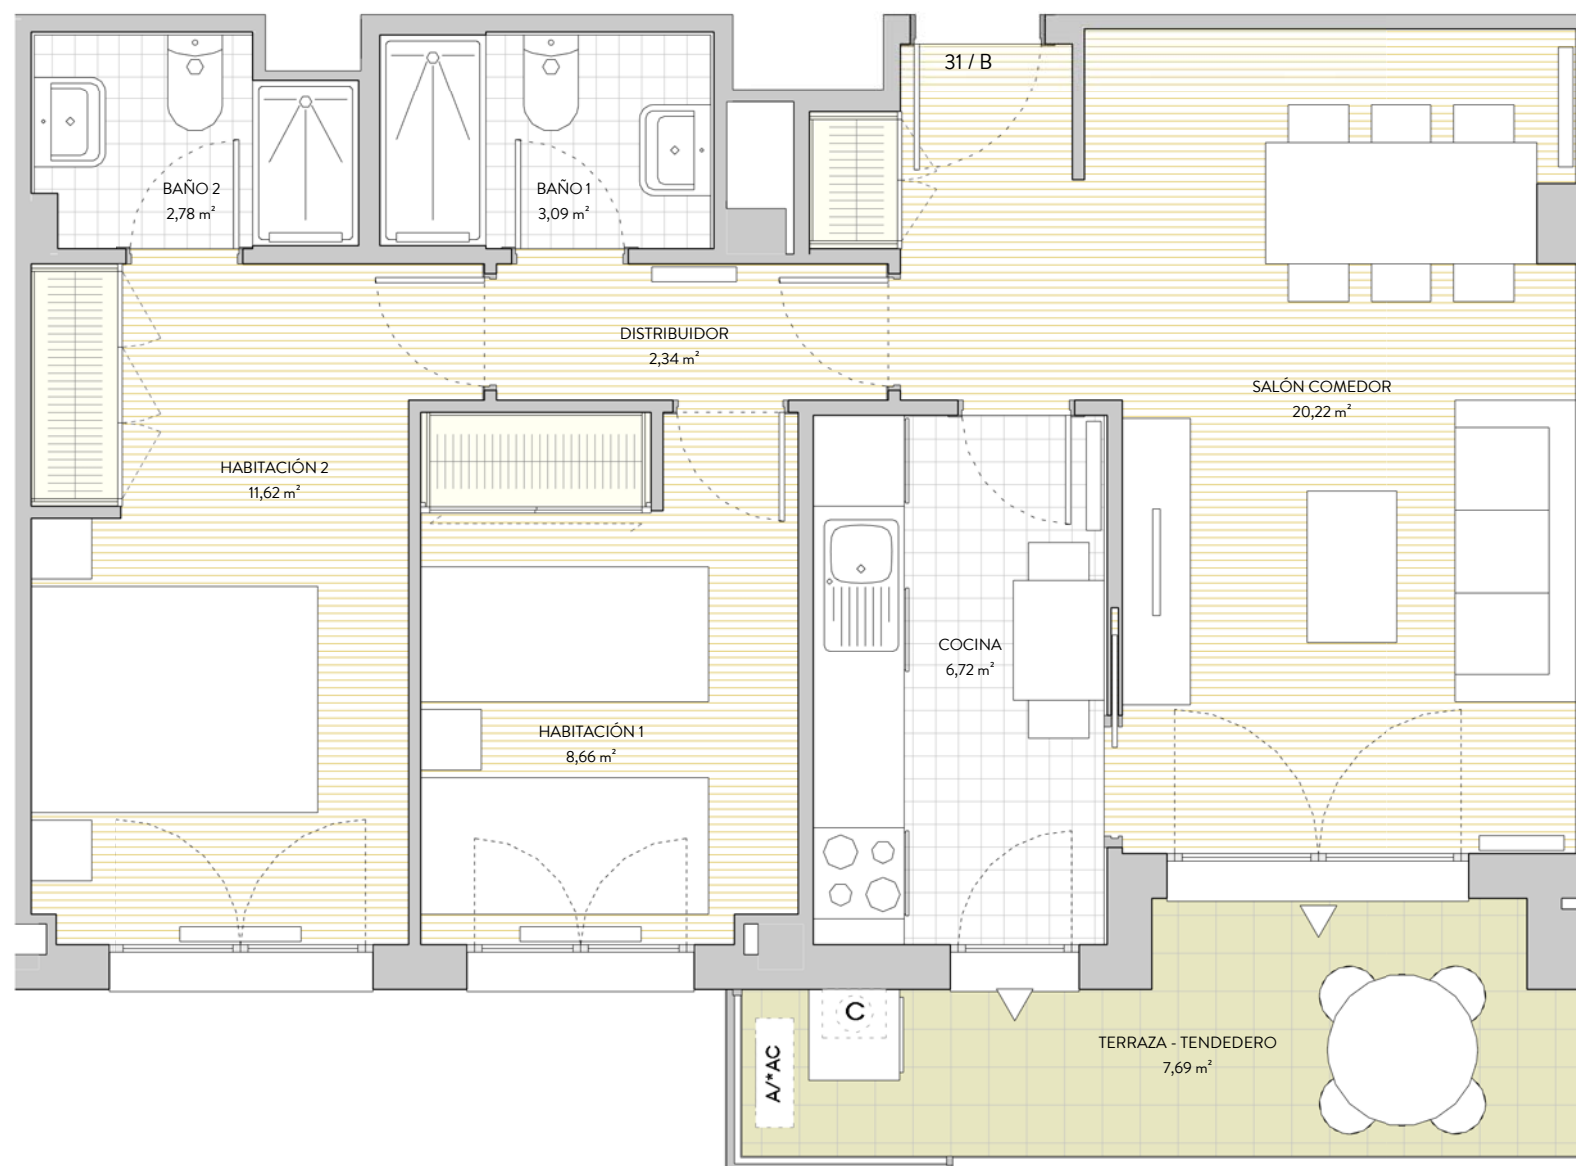 31 / B
BAÑO 2
2,78 m²
BAÑO 1
3,09 m²
DISTRIBUIDOR
2,34 m²
SALÓN COMEDOR
20,22 m²
HABITACIÓN 2
11,62 m²
COCINA
6,72 m²
HABITACIÓN 1
8,66 m²
C
A/*AC
TERRAZA - TENDEDERO
7,69 m²